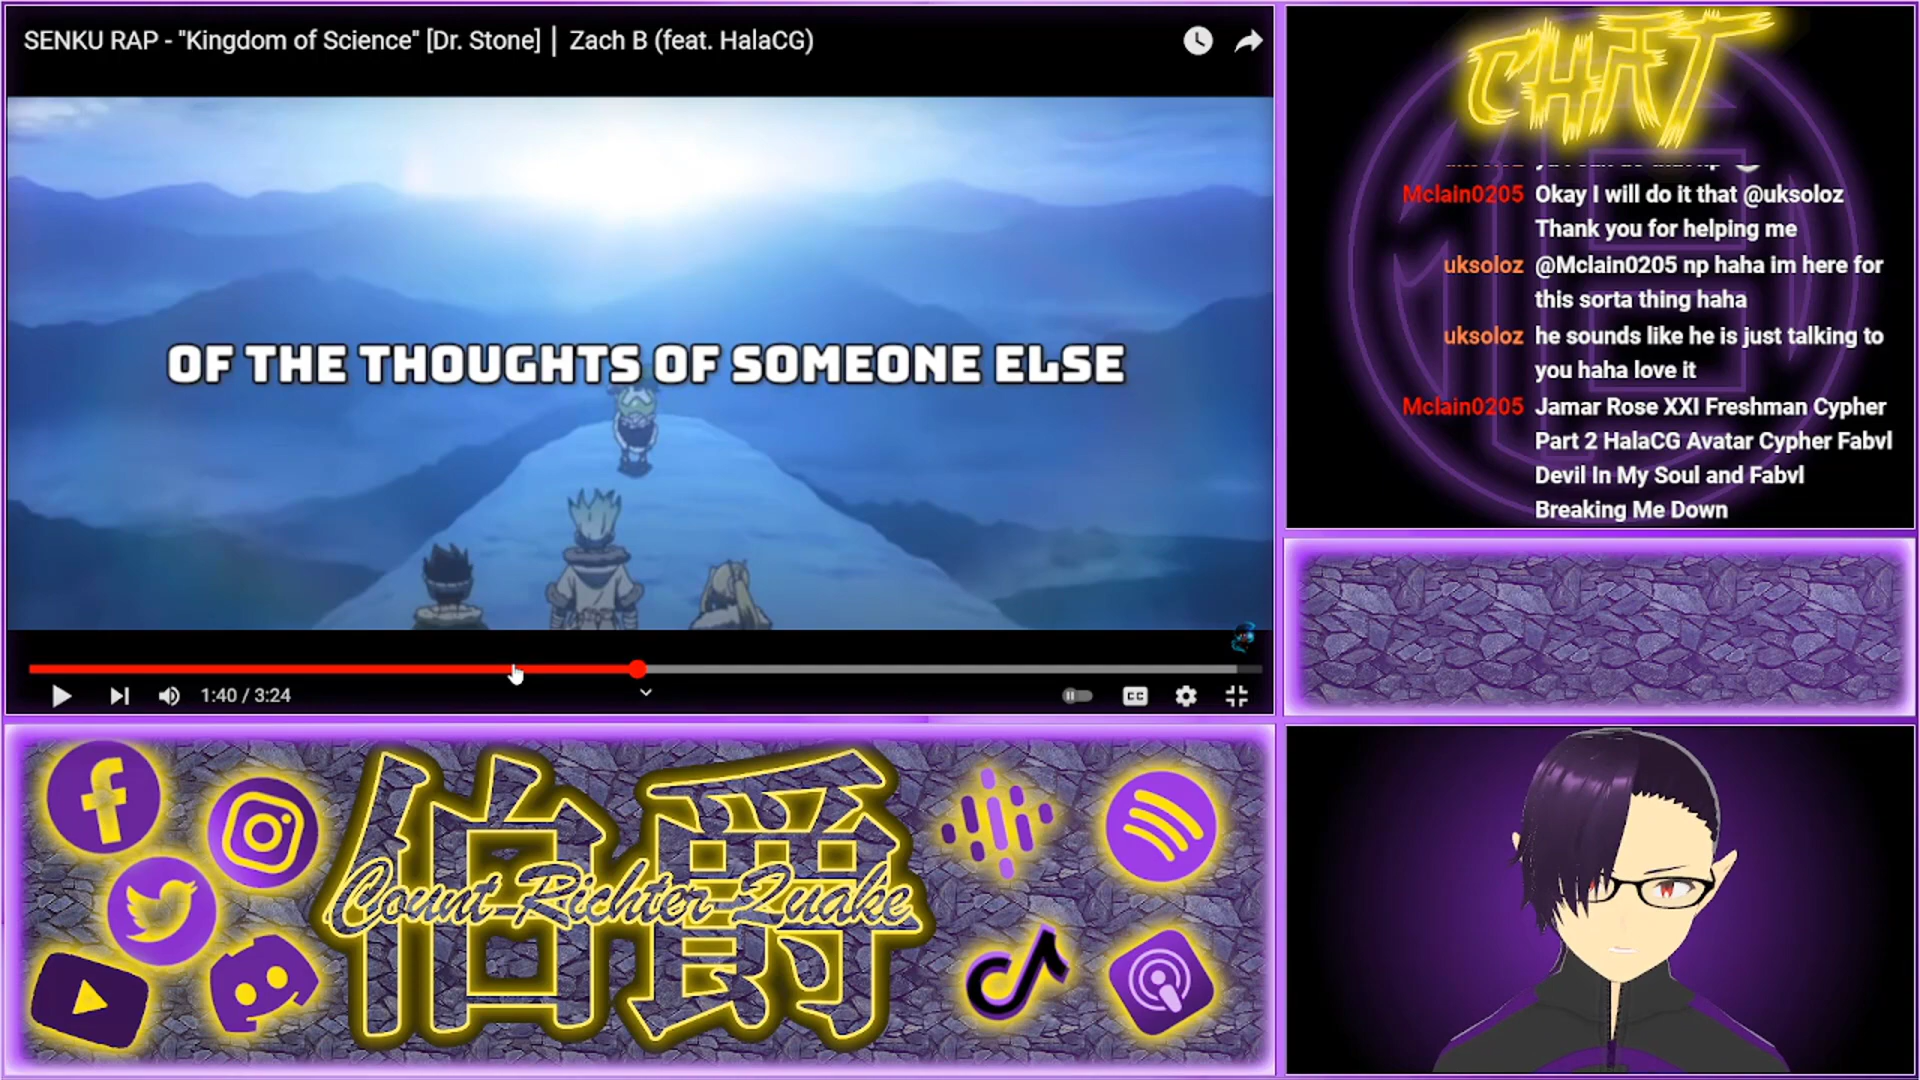 SENKU RAP - "Kingdom of Science" [Dr. Stone] | Zach B (feat. HalaCG)
OF THE THOUGHTS OF SOMEONE ELSE
1:40 / 3:24
CC
CHAT
Mclain0205 Okay I will do it that @uksoloz
Thank you for helping me
uksoloz @Mclain0205 np haha im here for
this sorta thing haha
uksoloz he sounds like he is just talking to
you haha love it
Mclain0205 Jamar Rose XXI Freshman Cypher
Part 2 HalaCG Avatar Cypher Fabvl
Devil In My Soul and Fabvl
Breaking Me Down
伯爵
Count Richter Quake